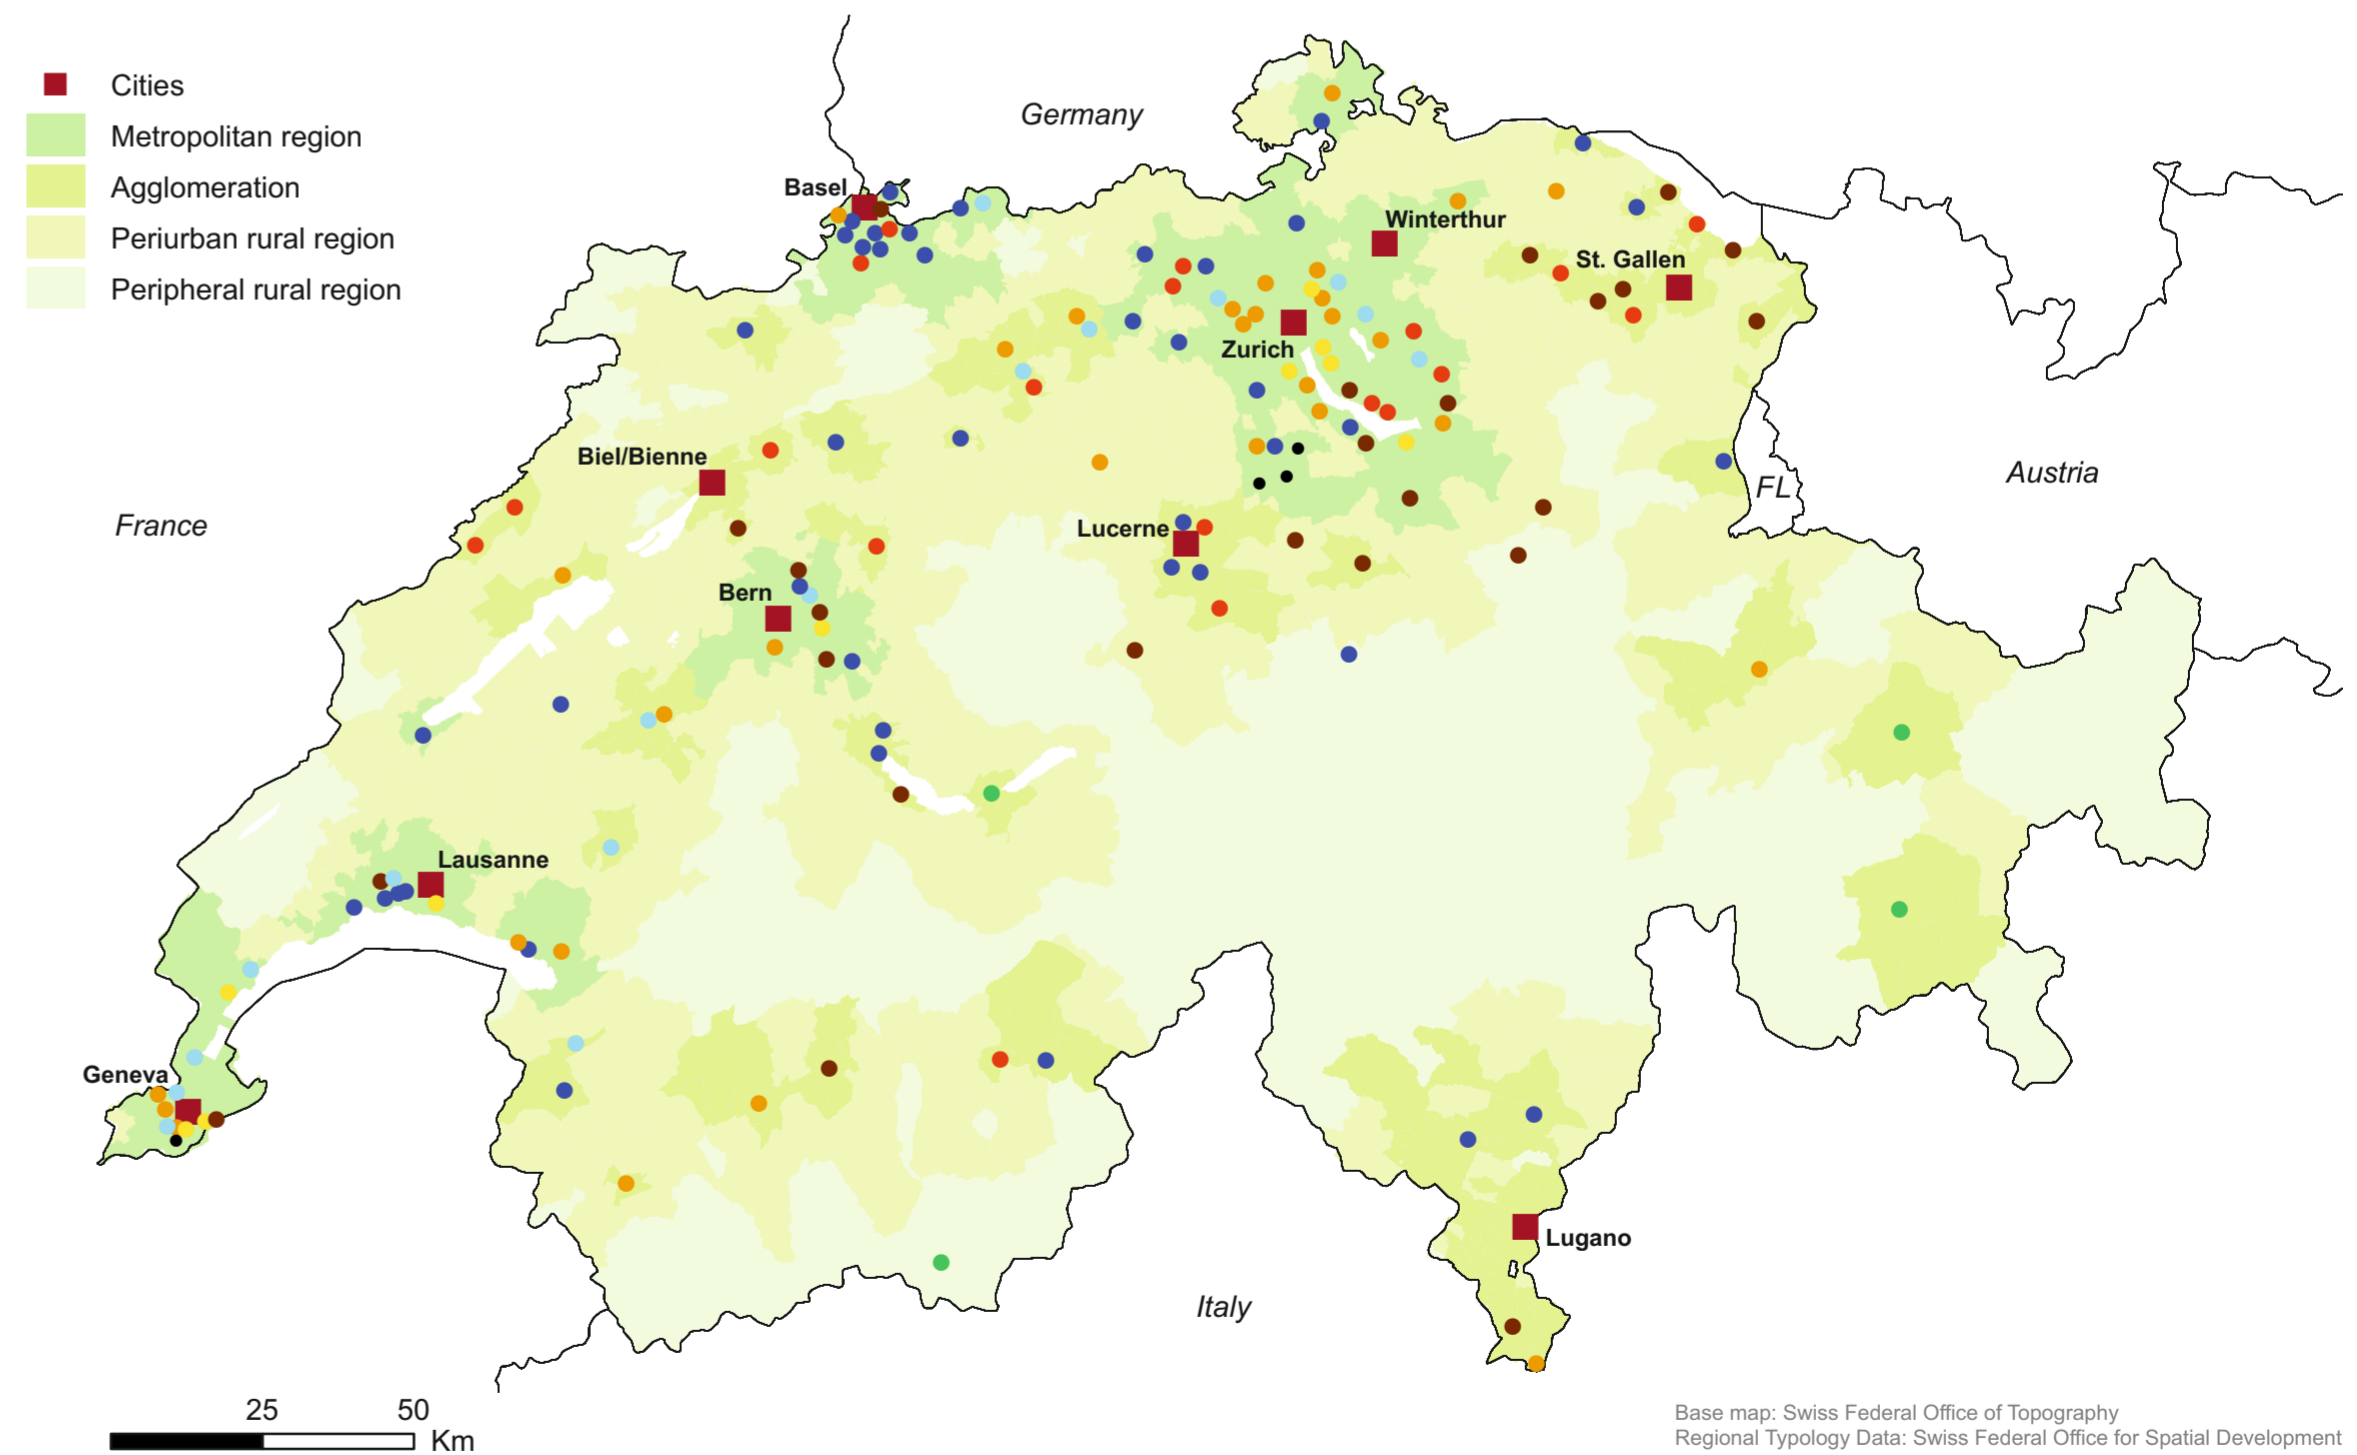 Cities
Metropolitan region
Agglomeration
Periurban rural region
Peripheral rural region
Germany
Basel
Winterthur
St. Gallen
Zurich
Biel/Bienne
France
Austria
FL
Lucerne
Bern
Lausanne
Geneva
Lugano
Italy
25 50
Km
Base map: Swiss Federal Office of Topography
Regional Typology Data: Swiss Federal Office for Spatial Development